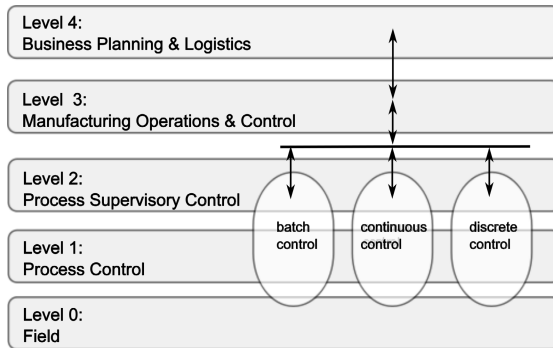 Level 4:
Business Planning & Logistics
Level 3:
Manufacturing Operations & Control
Level 2:
Process Supervisory Control
batch
control
continuous
control
discrete
control
Level 1:
Process Control
Level 0:
Field